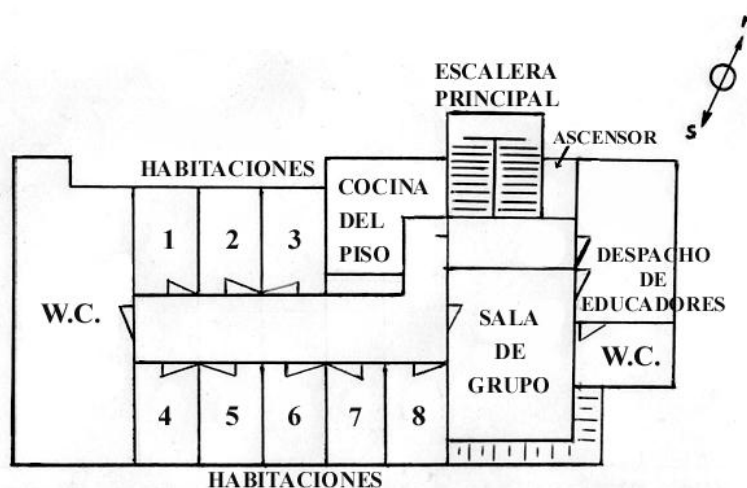 N
S
ESCALERA
PRINCIPAL
ASCENSOR
HABITACIONES
COCINA
DEL
PISO
1
2
3
DESPACHO
DE
EDUCADORES
W.C.
SALA
DE
GRUPO
W.C.
4
5
6
7
8
HABITACIONES